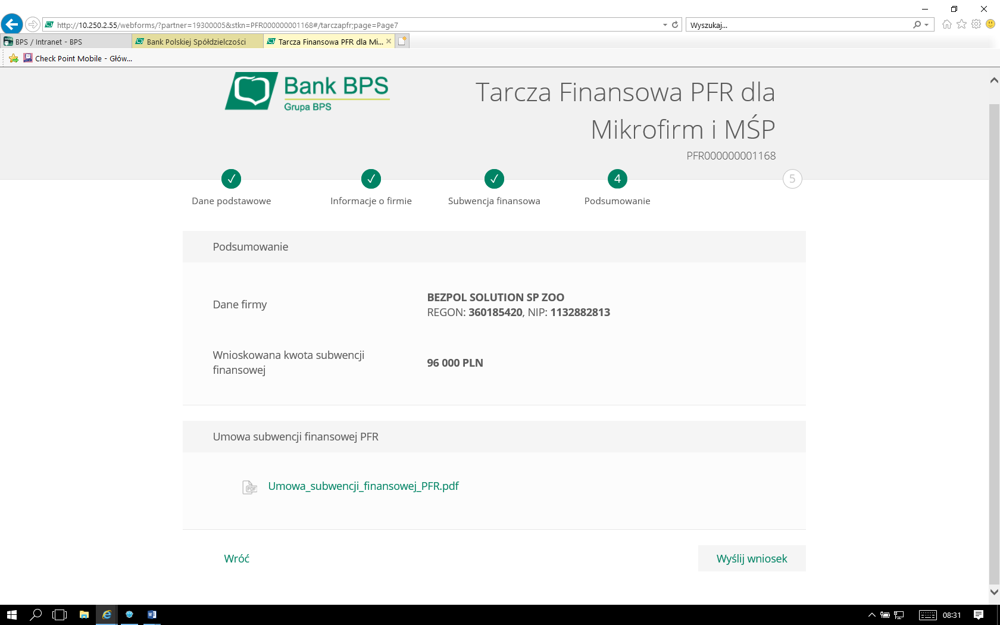 http://10.250.2.55/webforms/?partner=19300005&stkn=PFR000000001168#/tarczapfr;page=Page7
Wyszukaj...
BPS / Intranet - BPS
Bank Polskiej Spółdzielczości
Tarcza Finansowa PFR dla Mi...
Check Point Mobile - Głów...
Bank BPS
Grupa BPS
Tarcza Finansowa PFR dla
Mikrofirm i MŚP
PFR000000001168
4
5
Dane podstawowe
Informacje o firmie
Subwencja finansowa
Podsumowanie
Podsumowanie
Dane firmy
BEZPOL SOLUTION SP ZOO
REGON: 360185420, NIP: 1132882813
Wnioskowana kwota subwencji
finansowej
96 000 PLN
Umowa subwencji finansowej PFR
PDF
Umowa_subwencji_finansowej_PFR.pdf
Wróć
Wyślij wniosek
08:31